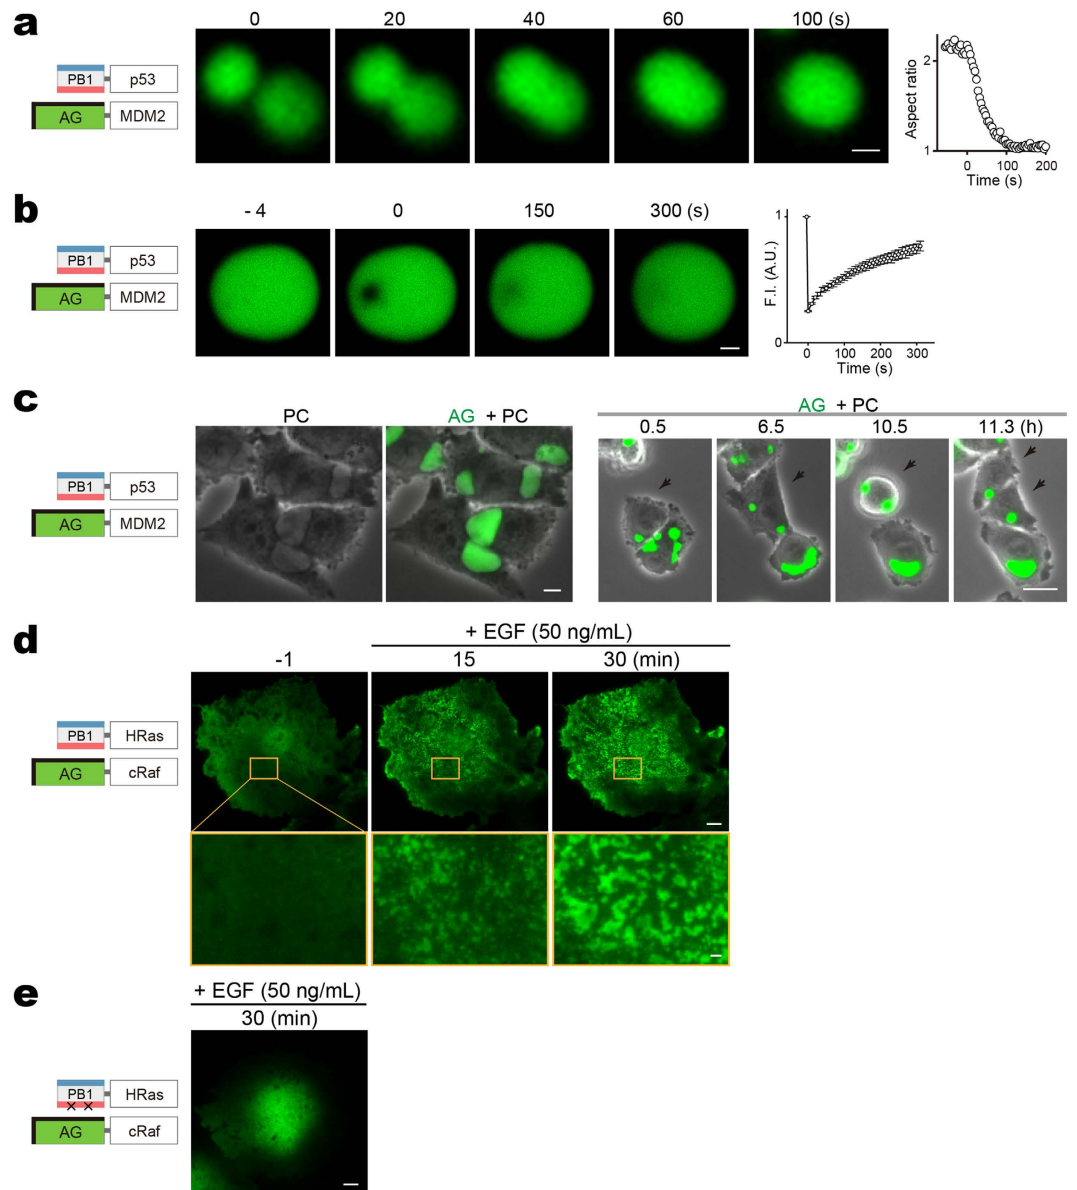 a
0 20 40 60 100 (s)
PB1 p53
AG MDM2
Aspect ratio
2
1
0 100 200
Time (s)
b
- 4 0 150 300 (s)
PB1 p53
AG MDM2
F.I. (A.U.)
1
0
0 100 200 300
Time (s)
c
PC AG + PC
AG + PC
0.5 6.5 10.5 11.3 (h)
PB1 p53
AG MDM2
d
+ EGF (50 ng/mL)
-1 15 30 (min)
PB1 HRas
AG cRaf
e
+ EGF (50 ng/mL)
30 (min)
PB1 HRas
× ×
AG cRaf